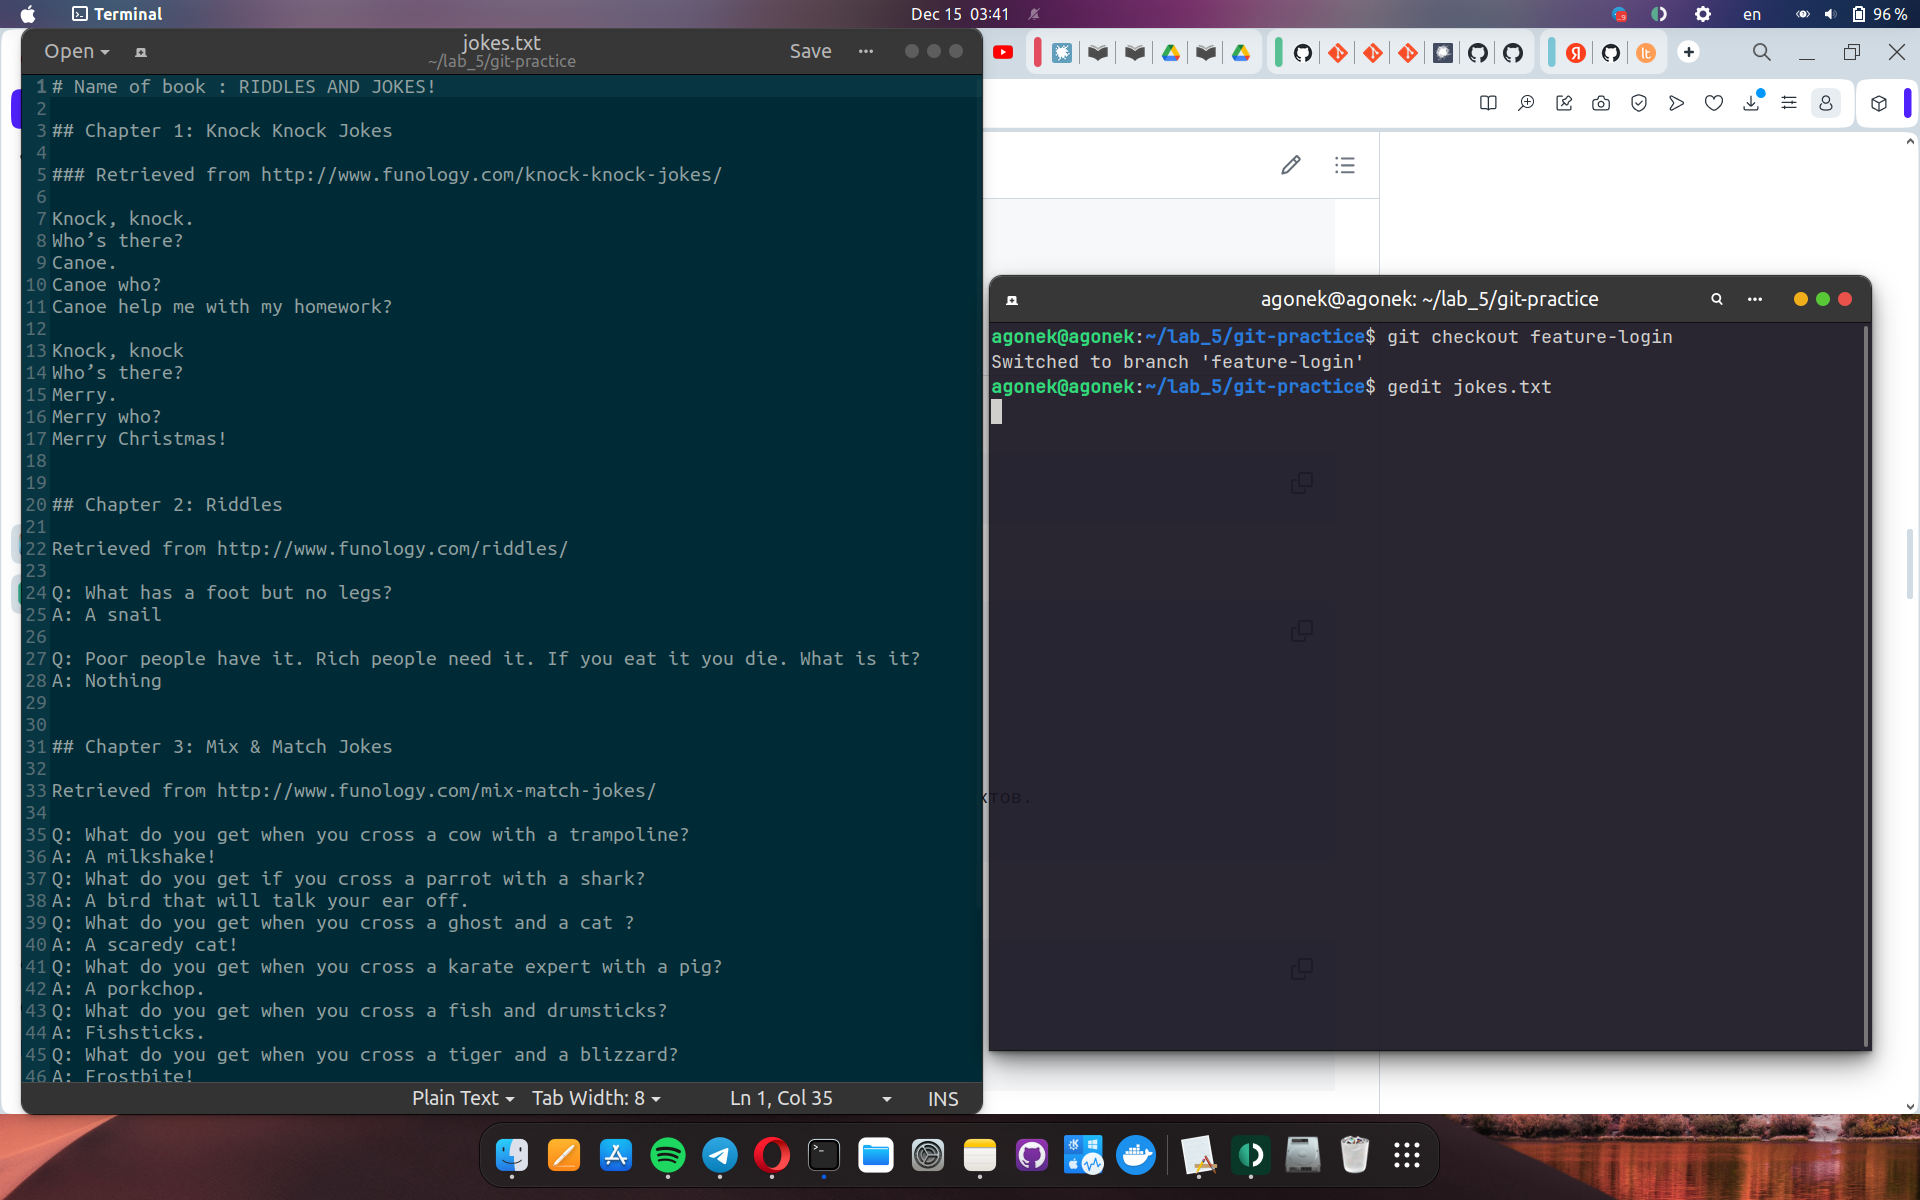 Terminal
Dec 15 03:41
en
96 %
Open
jokes.txt
~/lab_5/git-practice
Save
1 # Name of book : RIDDLES AND JOKES!
2
3 ## Chapter 1: Knock Knock Jokes
4
5 ### Retrieved from http://www.funology.com/knock-knock-jokes/
6
7 Knock, knock.
8 Who’s there?
9 Canoe.
10 Canoe who?
11 Canoe help me with my homework?
12
13 Knock, knock
14 Who’s there?
15 Merry.
16 Merry who?
17 Merry Christmas!
18
19
20 ## Chapter 2: Riddles
21
22 Retrieved from http://www.funology.com/riddles/
23
24 Q: What has a foot but no legs?
25 A: A snail
26
27 Q: Poor people have it. Rich people need it. If you eat it you die. What is it?
28 A: Nothing
29
30
31 ## Chapter 3: Mix & Match Jokes
32
33 Retrieved from http://www.funology.com/mix-match-jokes/
34
35 Q: What do you get when you cross a cow with a trampoline?
36 A: A milkshake!
37 Q: What do you get if you cross a parrot with a shark?
38 A: A bird that will talk your ear off.
39 Q: What do you get when you cross a ghost and a cat ?
40 A: A scaredy cat!
41 Q: What do you get when you cross a karate expert with a pig?
42 A: A porkchop.
43 Q: What do you get when you cross a fish and drumsticks?
44 A: Fishsticks.
45 Q: What do you get when you cross a tiger and a blizzard?
46 A: Frostbite!
Plain Text
Tab Width: 8
Ln 1, Col 35
INS
Я
lt
agonek@agonek: ~/lab_5/git-practice
agonek@agonek:~/lab_5/git-practice$ git checkout feature-login
Switched to branch 'feature-login'
agonek@agonek:~/lab_5/git-practice$ gedit jokes.txt
ктов.